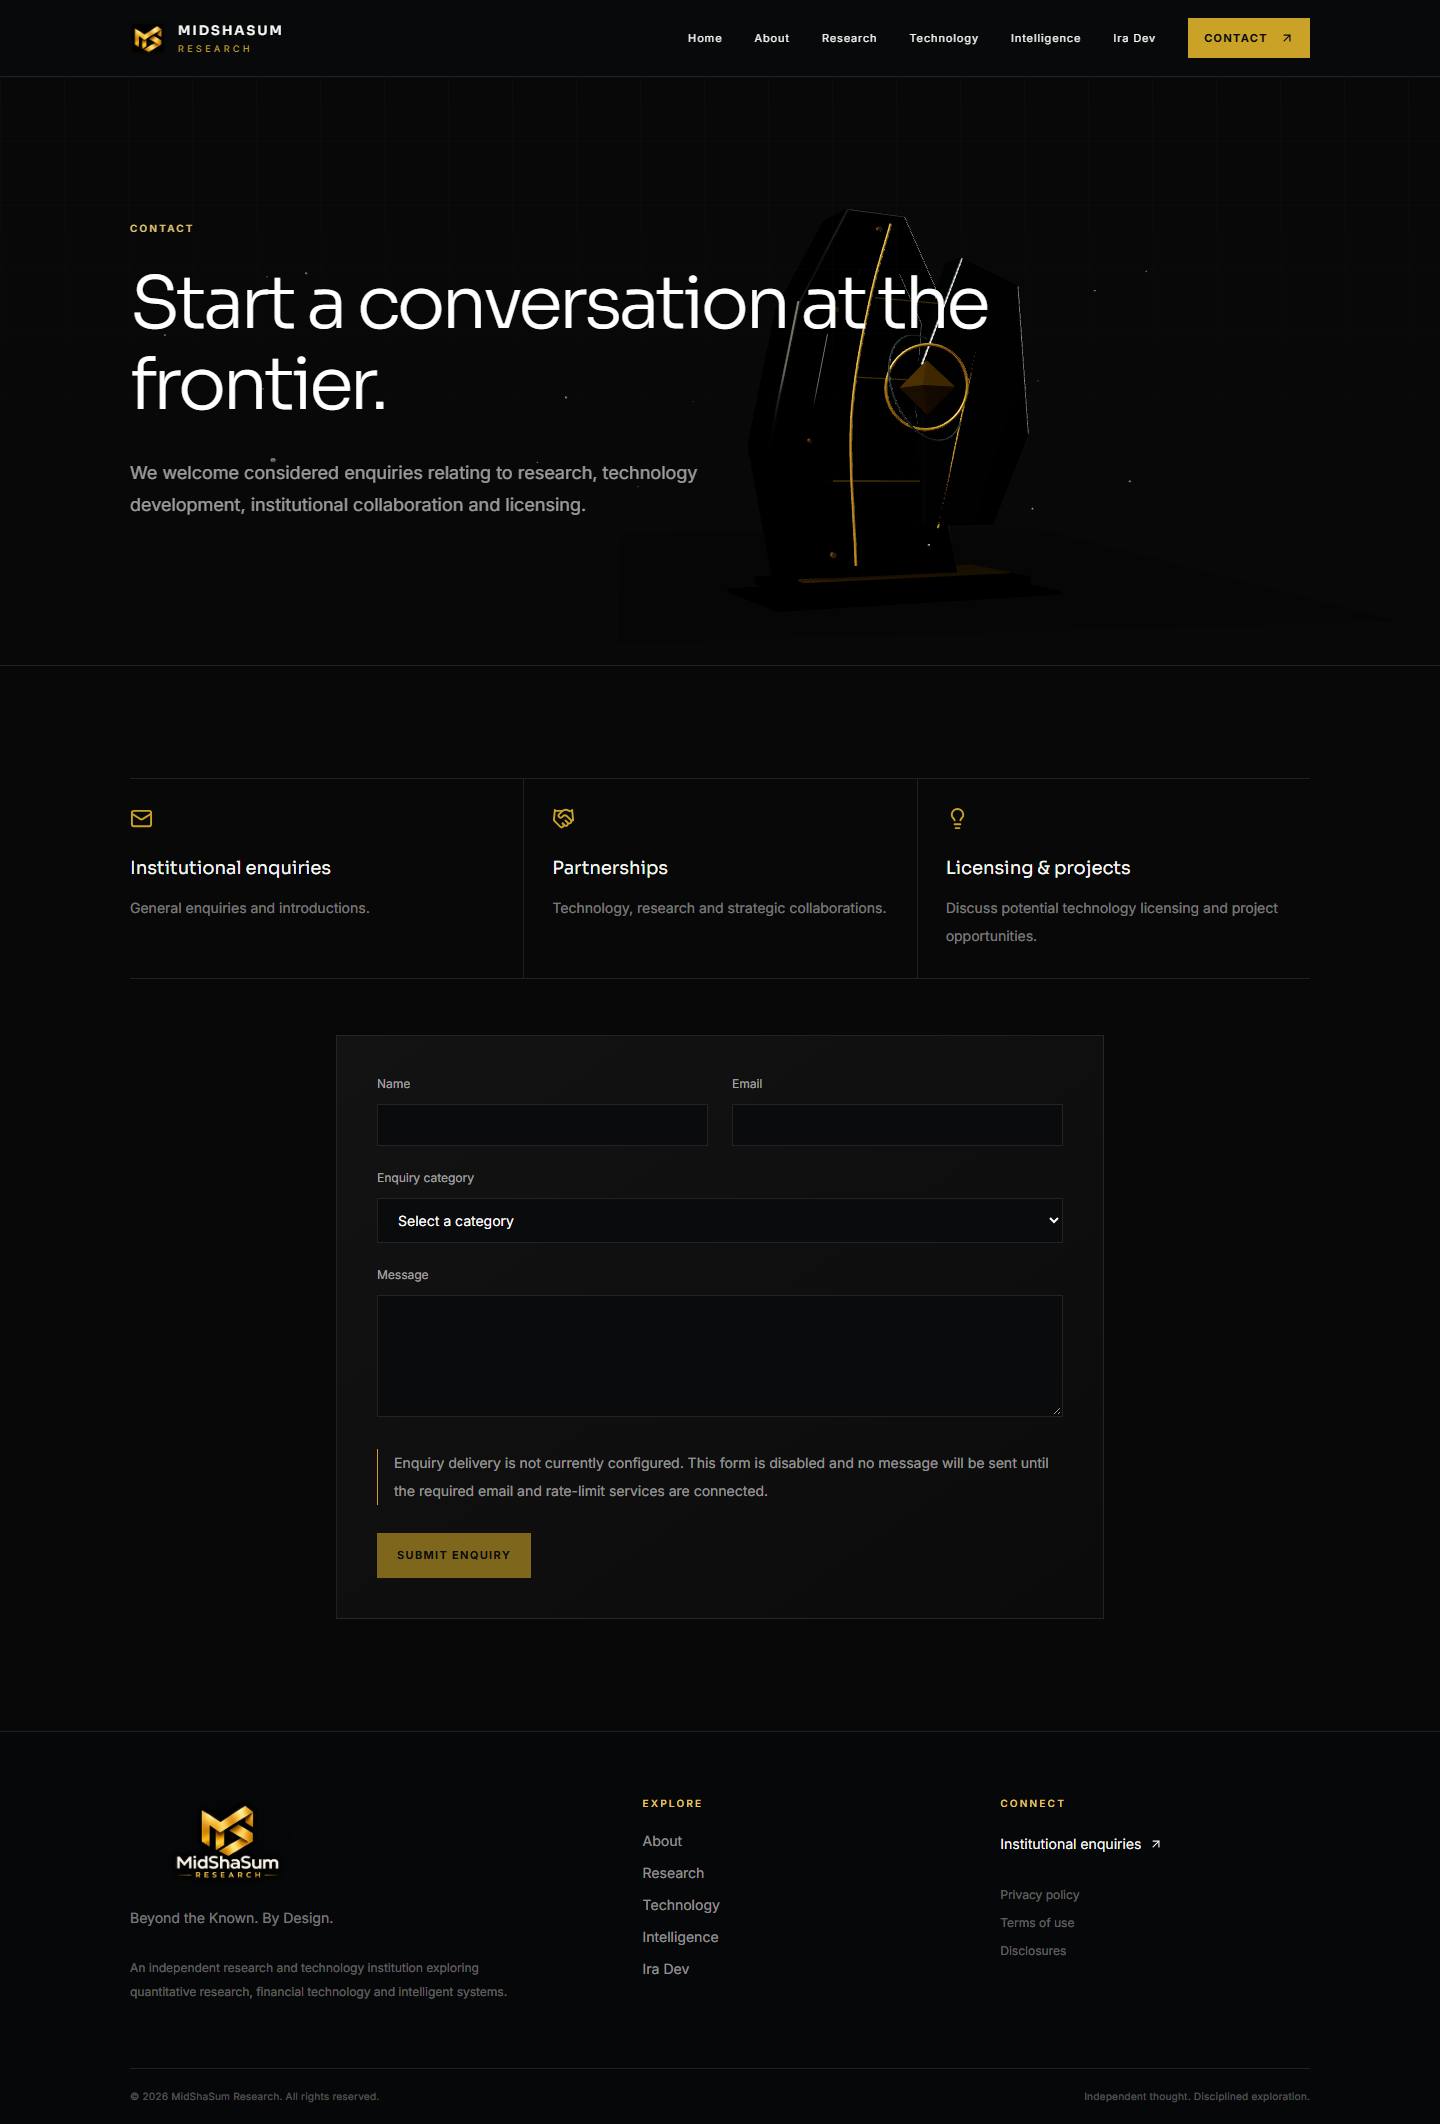 MIDSHASUM
RESEARCH
Home About Research Technology Intelligence Ira Dev CONTACT
CONTACT
Start a conversation at the
frontier.
We welcome considered enquiries relating to research, technology
development, institutional collaboration and licensing.
Institutional enquiries
General enquiries and introductions.
Partnerships
Technology, research and strategic collaborations.
Licensing & projects
Discuss potential technology licensing and project
opportunities.
Name Email
Enquiry category
Select a category
Message
Enquiry delivery is not currently configured. This form is disabled and no message will be sent until
the required email and rate-limit services are connected.
SUBMIT ENQUIRY
MidShaSum
RESEARCH
Beyond the Known. By Design.
An independent research and technology institution exploring
quantitative research, financial technology and intelligent systems.
EXPLORE
About
Research
Technology
Intelligence
Ira Dev
CONNECT
Institutional enquiries
Privacy policy
Terms of use
Disclosures
© 2026 MidShaSum Research. All rights reserved.
Independent thought. Disciplined exploration.